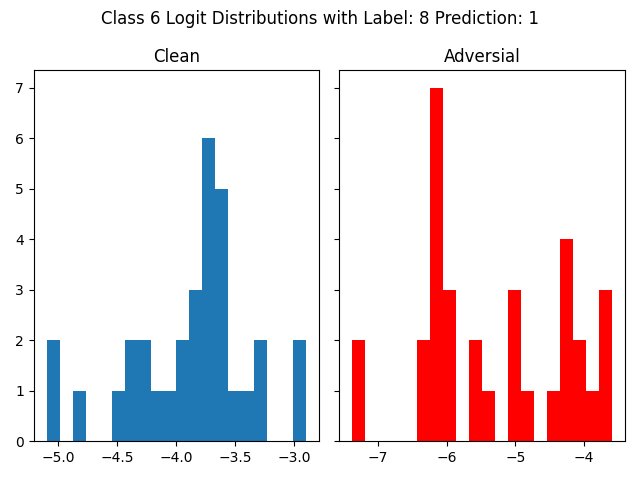 Class 6 Logit Distributions with Label: 8 Prediction: 1
Clean
Adversial
7
6
5
4
3
2
1
0
−5.0 −4.5 −4.0 −3.5 −3.0
−7 −6 −5 −4